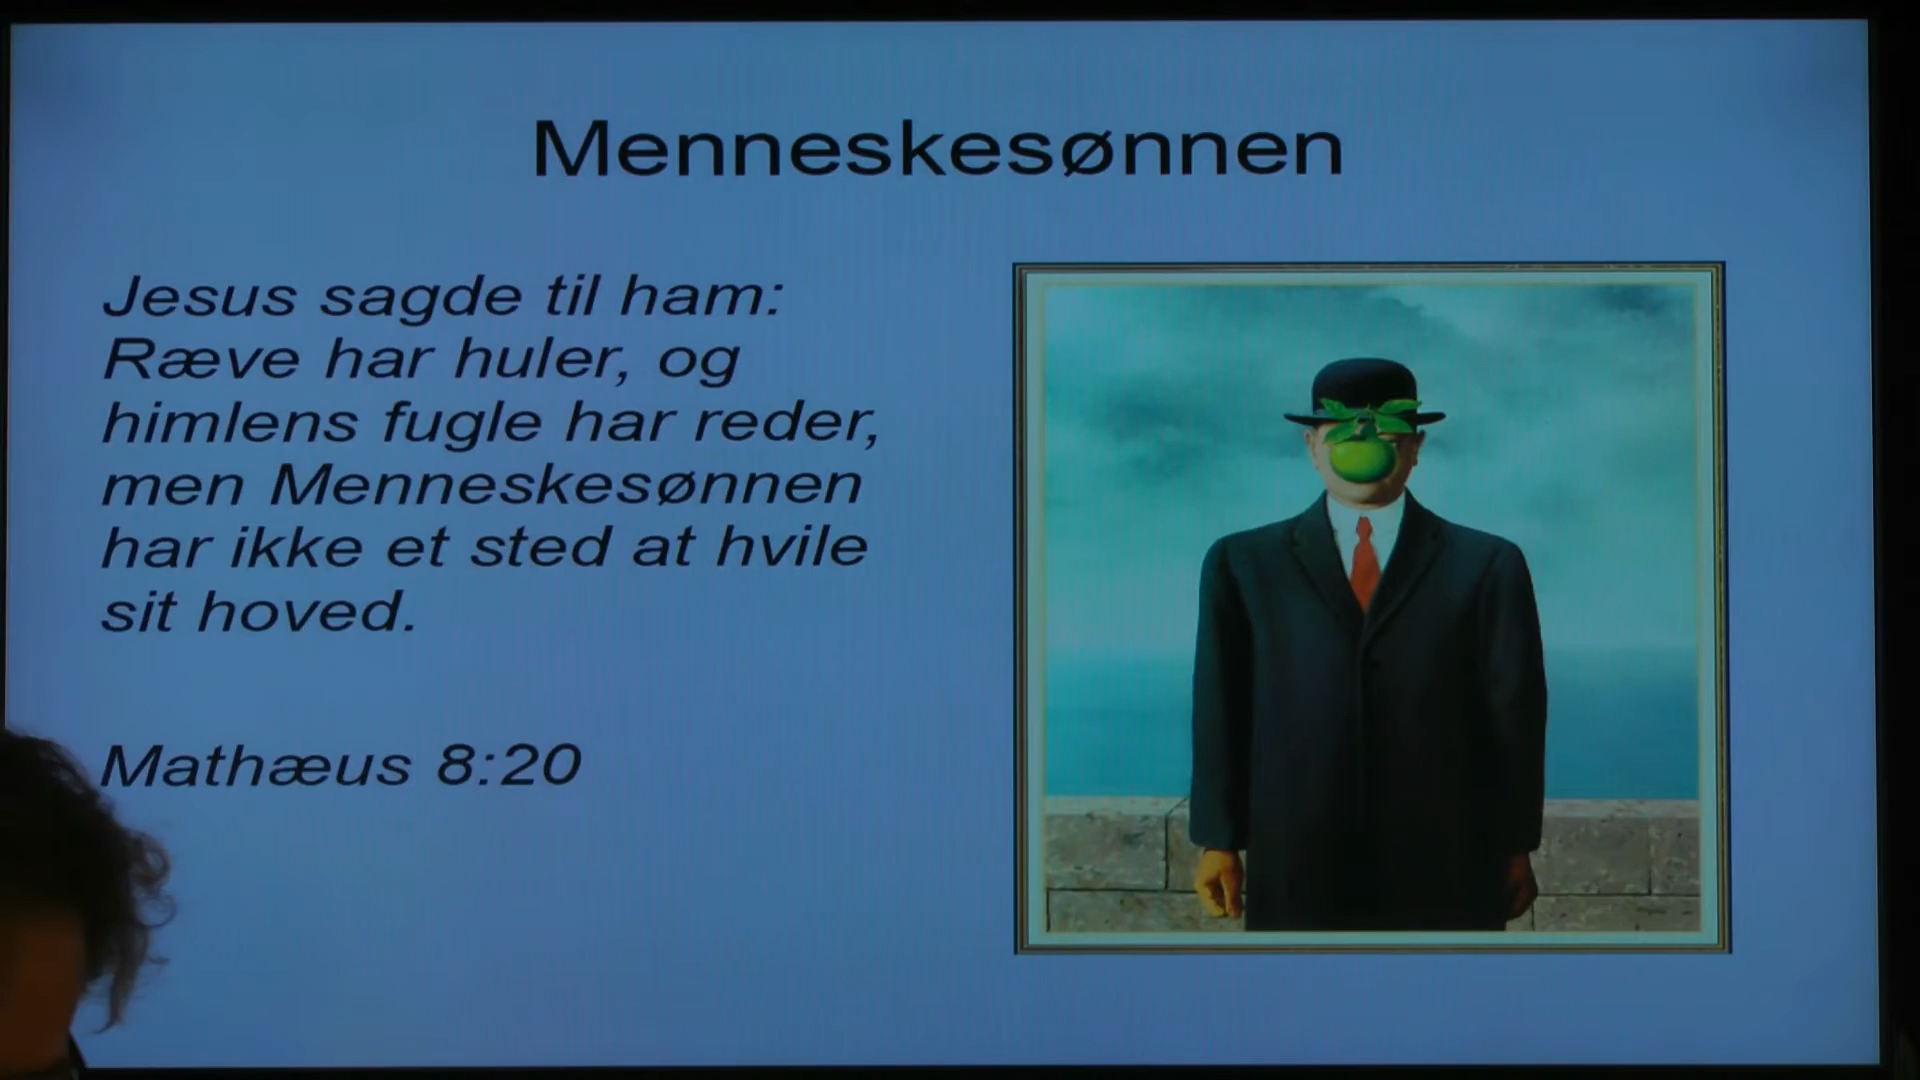 Menneskesønnen
Jesus sagde til ham:
Ræve har huler, og
himlens fugle har reder,
men Menneskesønnen
har ikke et sted at hvile
sit hoved.
Mathæus 8:20